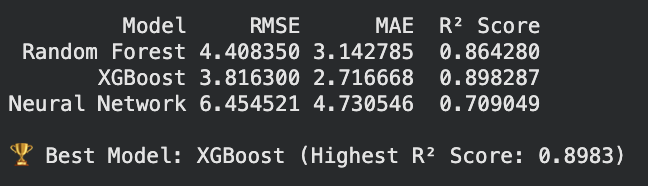 Model RMSE MAE R² Score
Random Forest 4.408350 3.142785 0.864280
XGBoost 3.816300 2.716668 0.898287
Neural Network 6.454521 4.730546 0.709049
🏆 Best Model: XGBoost (Highest R² Score: 0.8983)